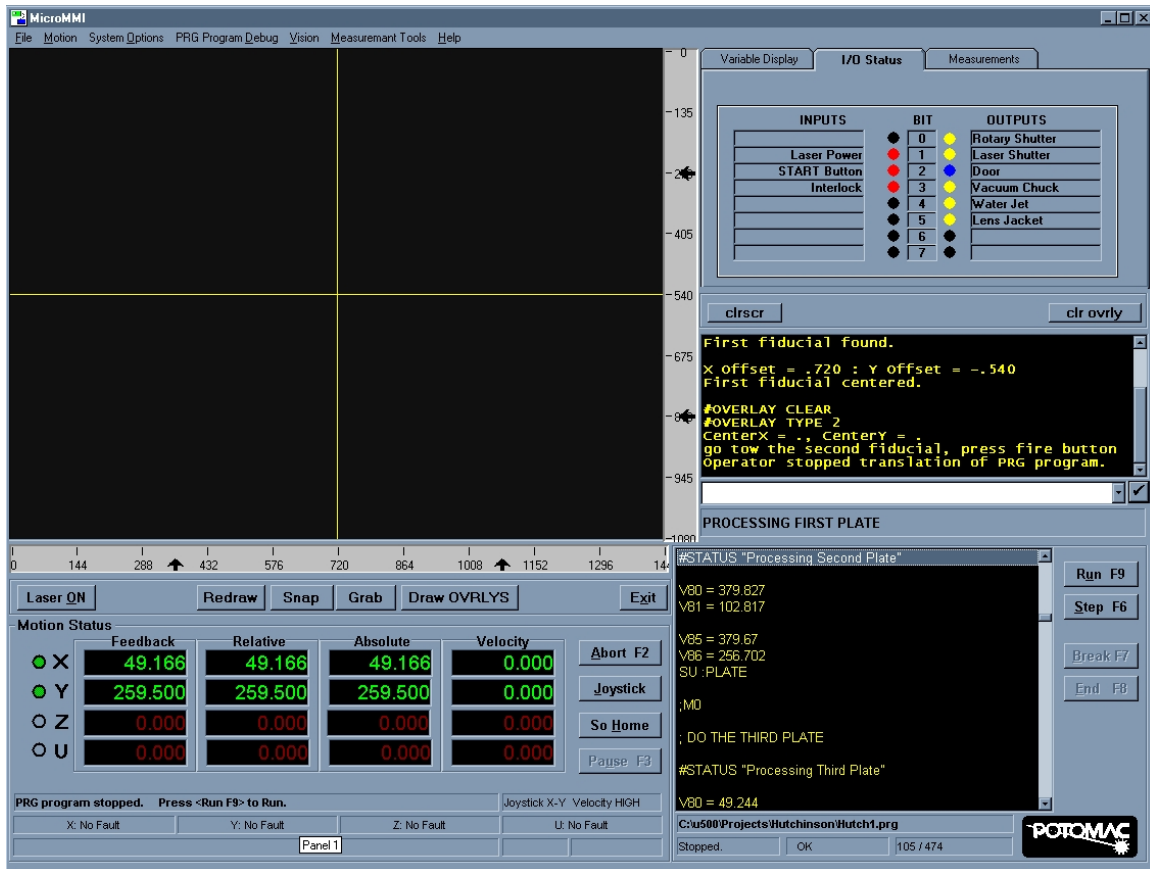 MicroMMI
File Motion System Options PRG Program Debug Vision Measuremant Tools Help
0
-135
-405
-540
-675
-945
-1080
0 144 288 432 576 720 864 1008 1152 1296 144
Variable Display I/O Status Measurements
INPUTS BIT OUTPUTS
0 Rotary Shutter
Laser Power 1 Laser Shutter
START Button 2 Door
Interlock 3 Vacuum Chuck
4 Water Jet
5 Lens Jacket
6
7
clrscr clr ovrly
First fiducial found.
X Offset = .720 : Y Offset = -.540
First fiducial centered.
#OVERLAY CLEAR
#OVERLAY TYPE 2
CenterX = ., CenterY = .
go tow the second fiducial, press fire button
Operator stopped translation of PRG program.
PROCESSING FIRST PLATE
Laser ON Redraw Snap Grab Draw OVRLYS Exit
Motion Status
Feedback Relative Absolute Velocity
X 49.166 49.166 49.166 0.000
Y 259.500 259.500 259.500 0.000
Z 0.000 0.000 0.000 0.000
U 0.000 0.000 0.000 0.000
Abort F2
Joystick
So Home
Pause F3
PRG program stopped. Press <Run F9> to Run. Joystick X-Y Velocity HIGH
X: No Fault Y: No Fault Z: No Fault U: No Fault
Panel 1
#STATUS "Processing Second Plate"
V80 = 379.827
V81 = 102.817
V85 = 379.67
V86 = 256.702
SU :PLATE
;M0
; DO THE THIRD PLATE
#STATUS "Processing Third Plate"
V80 = 49.244
Run F9
Step F6
Break F7
End F8
C:\u500\Projects\Hutchinson\Hutch1.prg
Stopped. OK 105 / 474
POTOMAC